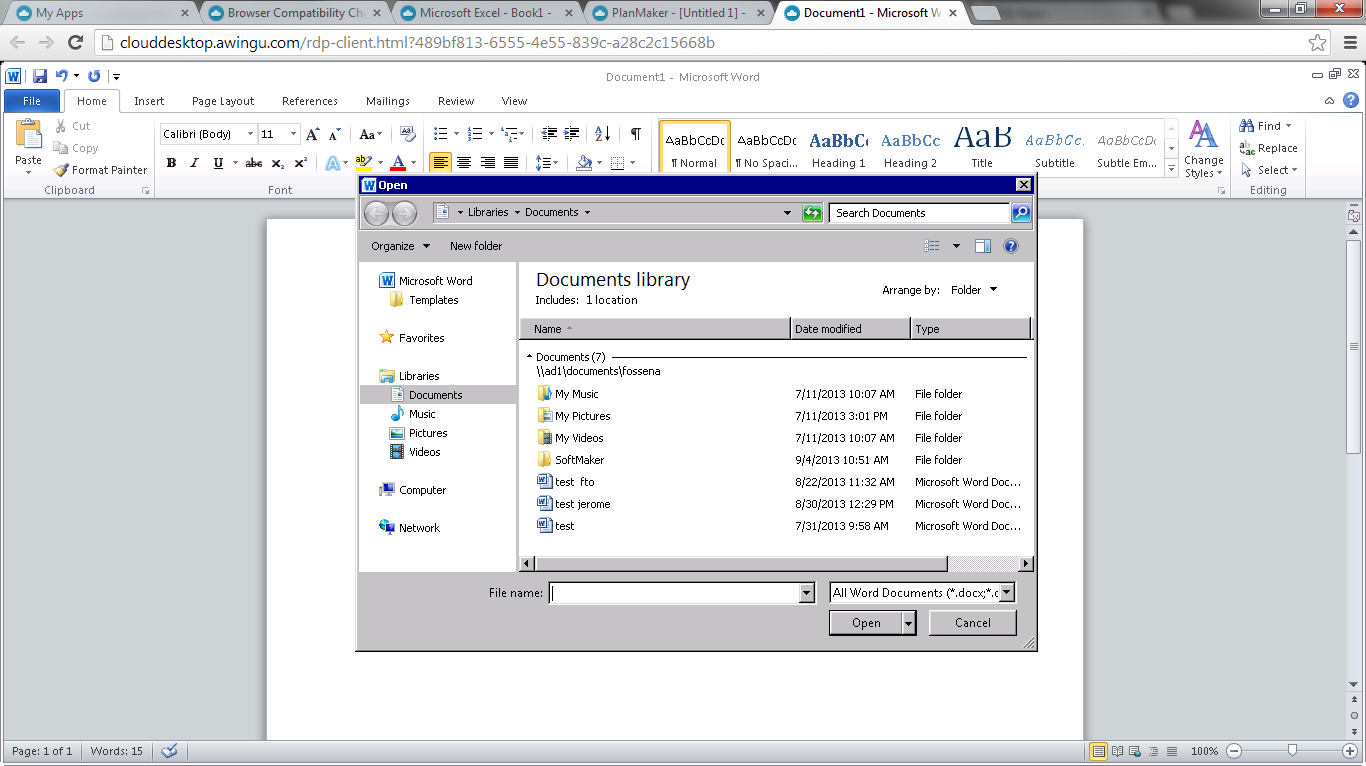 My Apps
Browser Compatibility Ch
Microsoft Excel - Book1 -
PlanMaker - [Untitled 1] -
Document1 - Microsoft W
clouddesktop.awingu.com/rdp-client.html?489bf813-6555-4e55-839c-a28c2c15668b
Document1 - Microsoft Word
File Home Insert Page Layout References Mailings Review View
Paste
Cut
Copy
Format Painter
Clipboard
Calibri (Body) 11
Font
AaBbCcDc AaBbCcDc AaBbC AaBbCc AaB AaBbCc. AaBbCcDc
¶ Normal ¶ No Spaci... Heading 1 Heading 2 Title Subtitle Subtle Em...
Change
Styles
Find
Replace
Select
Editing
Open
Libraries Documents
Search Documents
Organize New folder
Microsoft Word
Templates
Favorites
Libraries
Documents
Music
Pictures
Videos
Computer
Network
Documents library
Includes: 1 location
Arrange by: Folder
Name Date modified Type
Documents (7)
\\ad1\documents\fossena
My Music 7/11/2013 10:07 AM File folder
My Pictures 7/11/2013 3:01 PM File folder
My Videos 7/11/2013 10:07 AM File folder
SoftMaker 9/4/2013 10:51 AM File folder
test fto 8/22/2013 11:32 AM Microsoft Word Doc...
test jerome 8/30/2013 12:29 PM Microsoft Word Doc...
test 7/31/2013 9:58 AM Microsoft Word Doc...
File name:
All Word Documents (*.docx;*.c
Open Cancel
Page: 1 of 1 Words: 15
100%